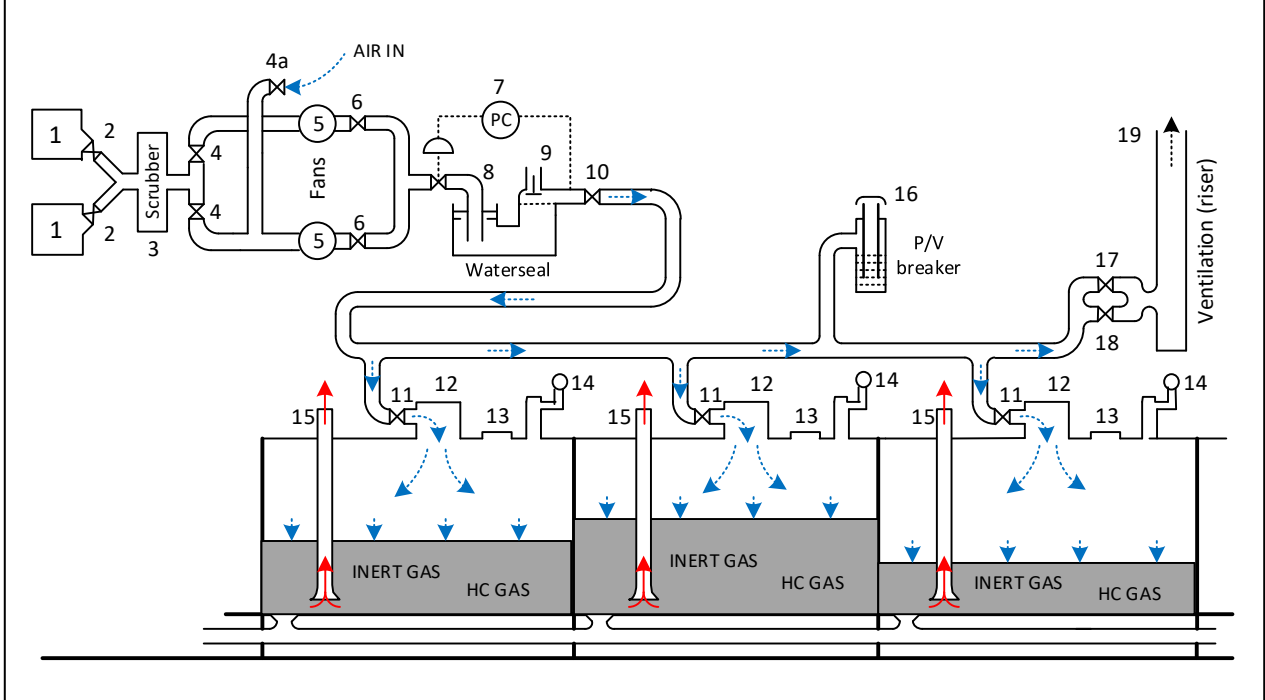 4a
AIR IN
1
2
Scrubber
4
5
6
Fans
7
PC
8
9
10
1
2
3
4
5
6
Waterseal
16
P/V
breaker
17
18
19
Ventilation (riser)
15
11
12
13
14
15
11
12
13
14
15
11
12
13
14
INERT GAS
HC GAS
INERT GAS
HC GAS
INERT GAS
HC GAS